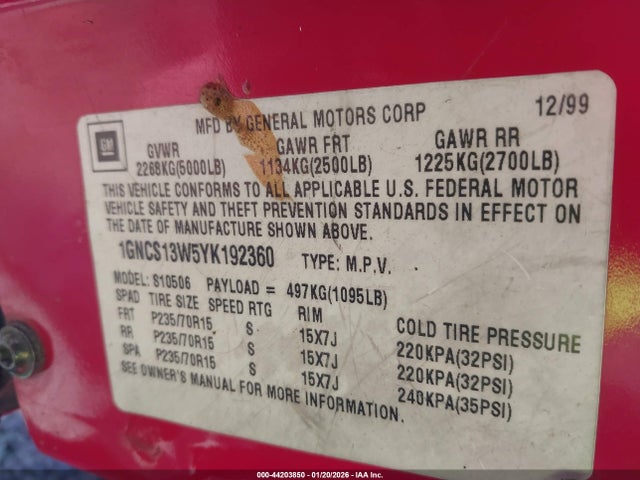 MFD BY GENERAL MOTORS CORP 12/99
GM
GVWR GAWR FRT GAWR RR
2268KG(5000LB) 1134KG(2500LB) 1225KG(2700LB)
THIS VEHICLE CONFORMS TO ALL APPLICABLE U.S. FEDERAL MOTOR
VEHICLE SAFETY AND THEFT PREVENTION STANDARDS IN EFFECT ON
THE DATE OF MANUFACTURE SHOWN ABOVE.
1GNCS13W5YK192360 TYPE: M.P.V.
MODEL: S10506 PAYLOAD = 497KG(1095LB)
SPAD TIRE SIZE SPEED RTG RIM COLD TIRE PRESSURE
FRT P235/70R15 S 15X7J 220KPA(32PSI)
RR P235/70R15 S 15X7J 220KPA(32PSI)
SPA P235/70R15 S 15X7J 240KPA(35PSI)
SEE OWNER'S MANUAL FOR MORE INFORMATION.
000-44203850 - 01/20/2026 - IAA Inc.